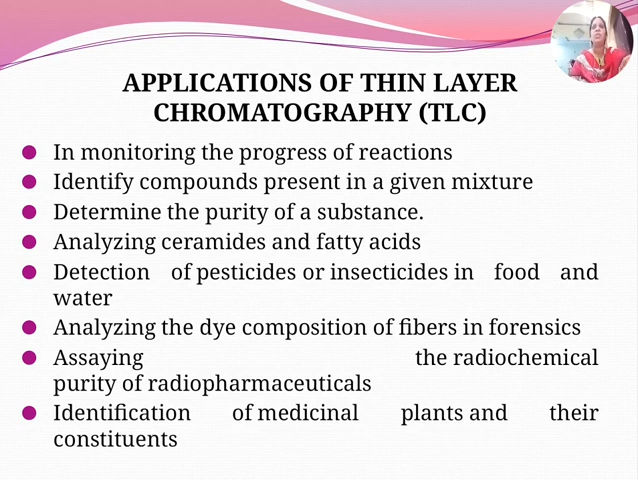 APPLICATIONS OF THIN LAYER
CHROMATOGRAPHY (TLC)
In monitoring the progress of reactions
Identify compounds present in a given mixture
Determine the purity of a substance.
Analyzing ceramides and fatty acids
Detection of pesticides or insecticides in food and
water
Analyzing the dye composition of fibers in forensics
Assaying the radiochemical
purity of radiopharmaceuticals
Identification of medicinal plants and their
constituents